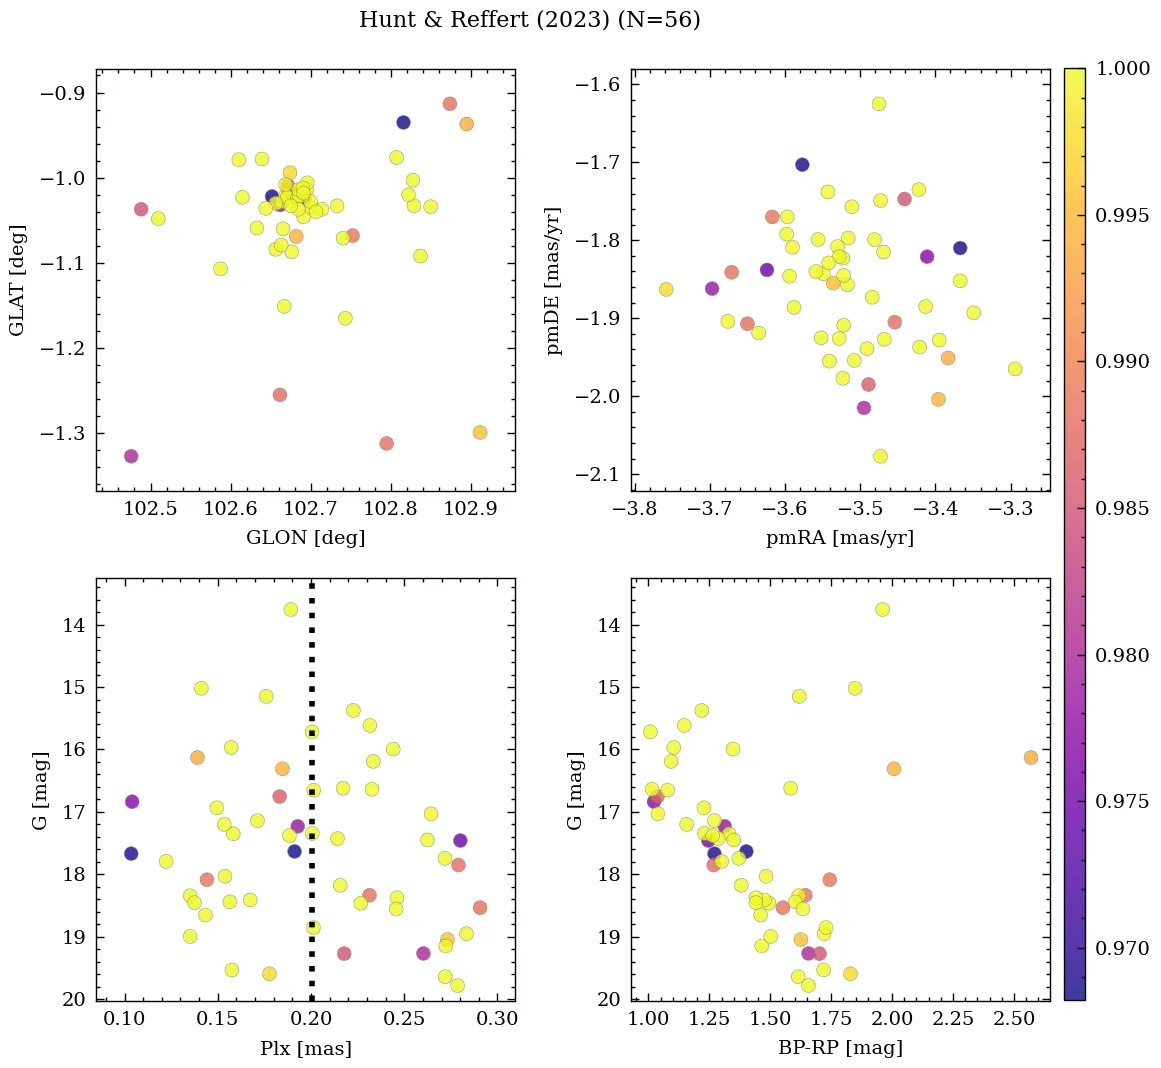 Hunt & Reffert (2023) (N=56)
−0.9
−1.0
−1.1
−1.2
−1.3
GLAT [deg]
102.5 102.6 102.7 102.8 102.9
GLON [deg]
−1.6
−1.7
−1.8
−1.9
−2.0
−2.1
pmDE [mas/yr]
−3.8 −3.7 −3.6 −3.5 −3.4 −3.3
pmRA [mas/yr]
14
15
16
17
18
19
20
G [mag]
0.10 0.15 0.20 0.25 0.30
Plx [mas]
14
15
16
17
18
19
20
G [mag]
1.00 1.25 1.50 1.75 2.00 2.25 2.50
BP-RP [mag]
1.000
0.995
0.990
0.985
0.980
0.975
0.970